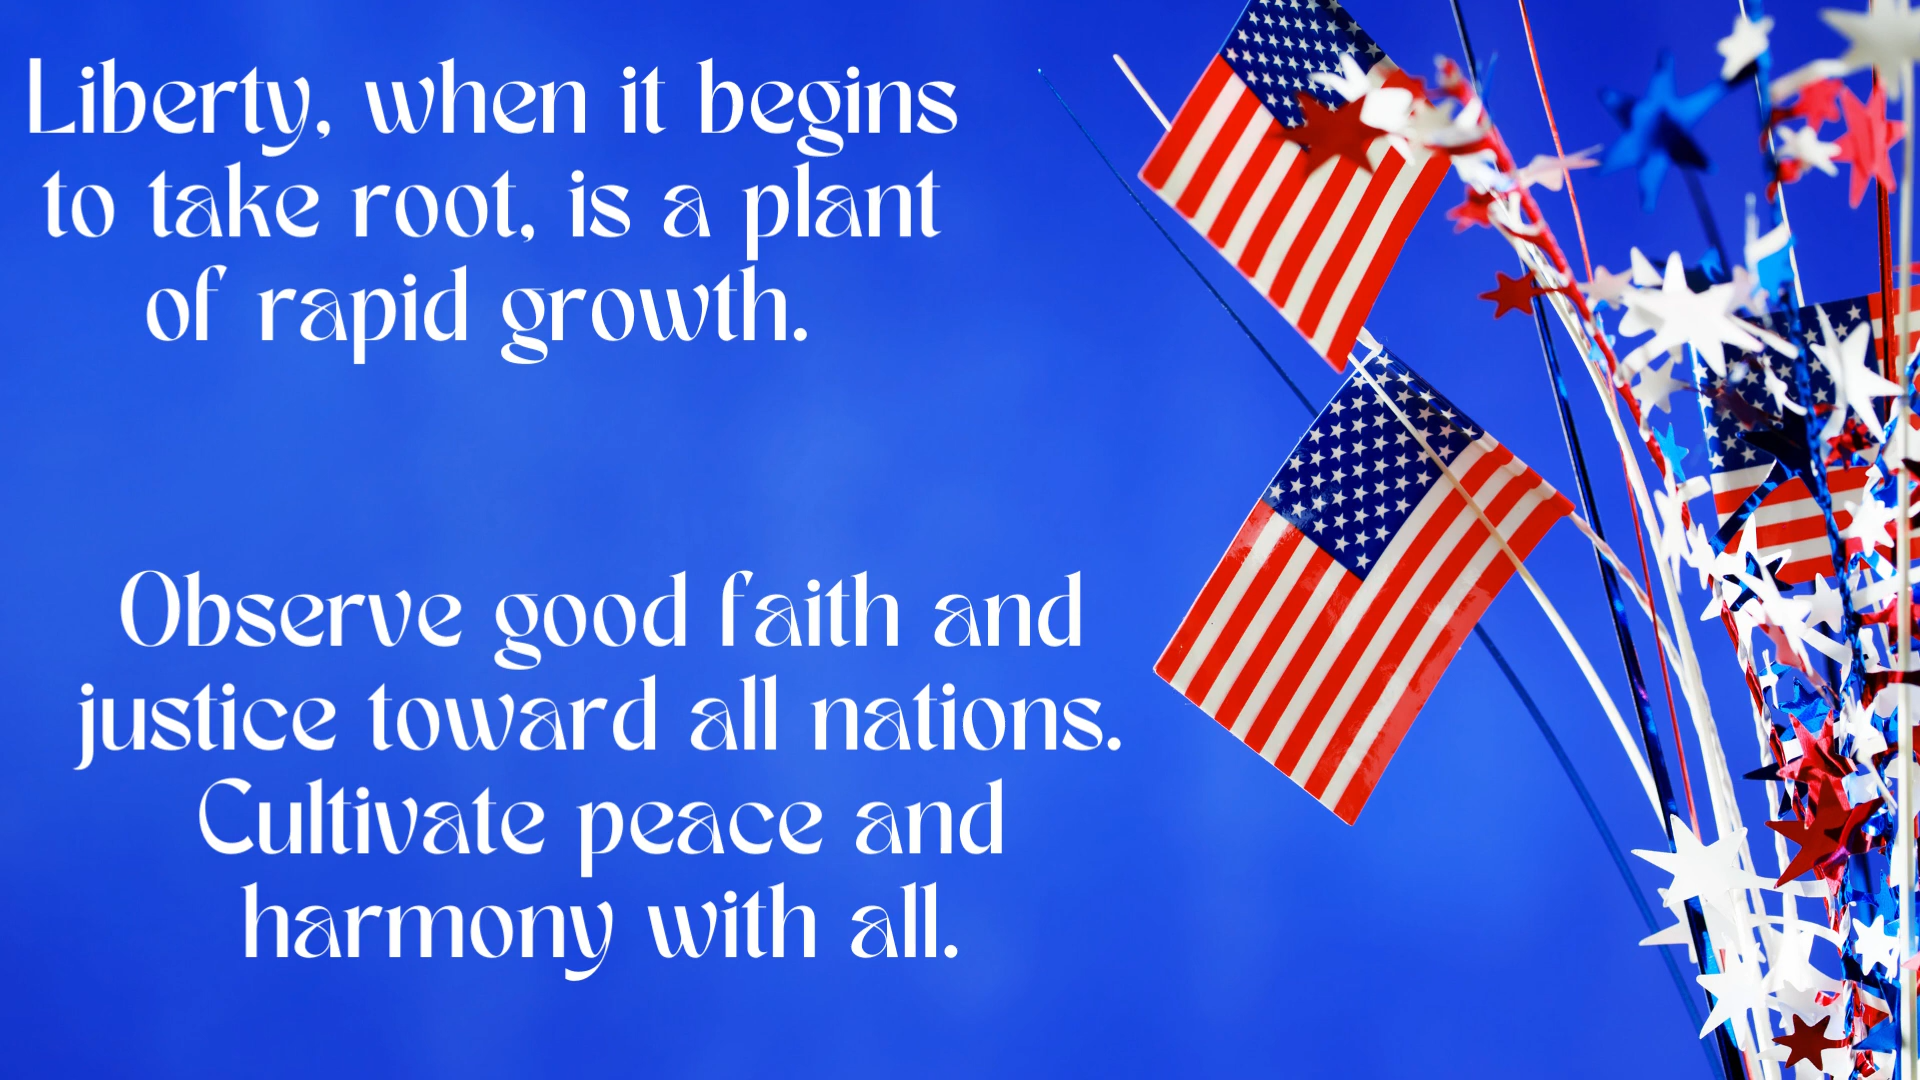 Liberty, when it begins
to take root, is a plant
of rapid growth.
Observe good faith and
justice toward all nations.
Cultivate peace and
harmony with all.